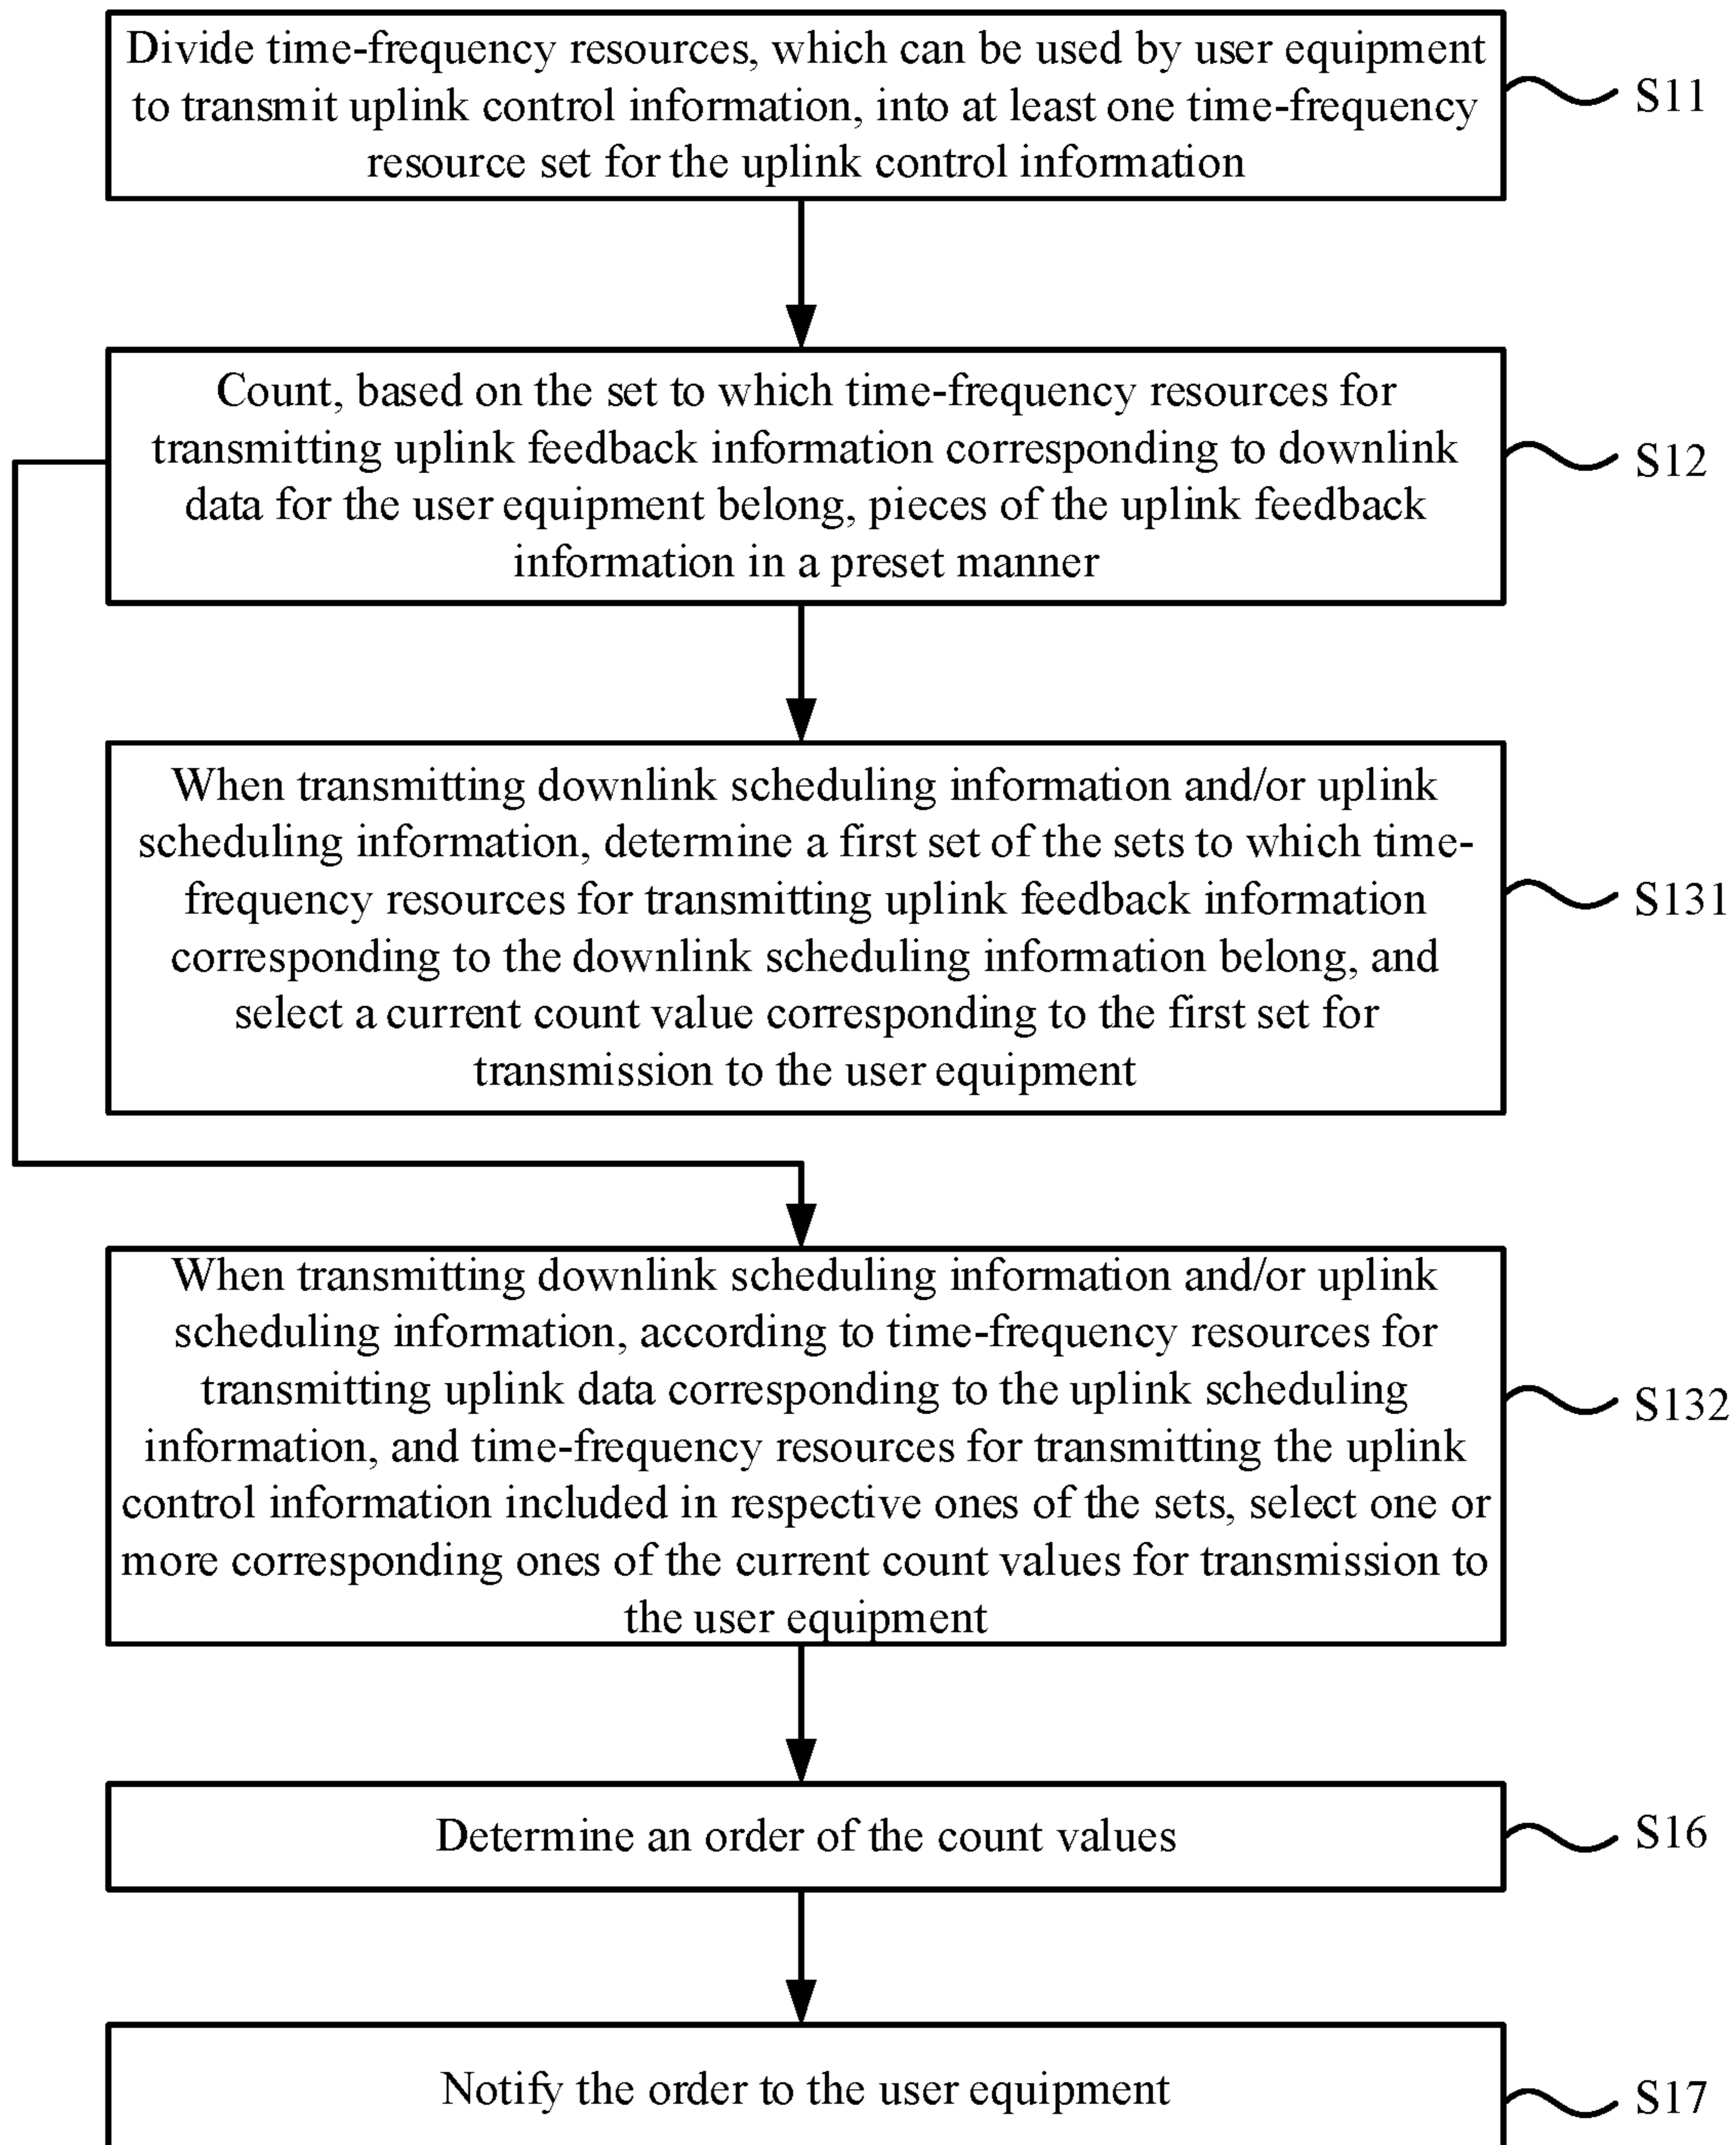 Divide time-frequency resources, which can be used by user equipment
to transmit uplink control information, into at least one time-frequency
resource set for the uplink control information
S11
Count, based on the set to which time-frequency resources for
transmitting uplink feedback information corresponding to downlink
data for the user equipment belong, pieces of the uplink feedback
information in a preset manner
S12
When transmitting downlink scheduling information and/or uplink
scheduling information, determine a first set of the sets to which time-
frequency resources for transmitting uplink feedback information
corresponding to the downlink scheduling information belong, and
select a current count value corresponding to the first set for
transmission to the user equipment
S131
When transmitting downlink scheduling information and/or uplink
scheduling information, according to time-frequency resources for
transmitting uplink data corresponding to the uplink scheduling
information, and time-frequency resources for transmitting the uplink
control information included in respective ones of the sets, select one or
more corresponding ones of the current count values for transmission to
the user equipment
S132
Determine an order of the count values
S16
Notify the order to the user equipment
S17